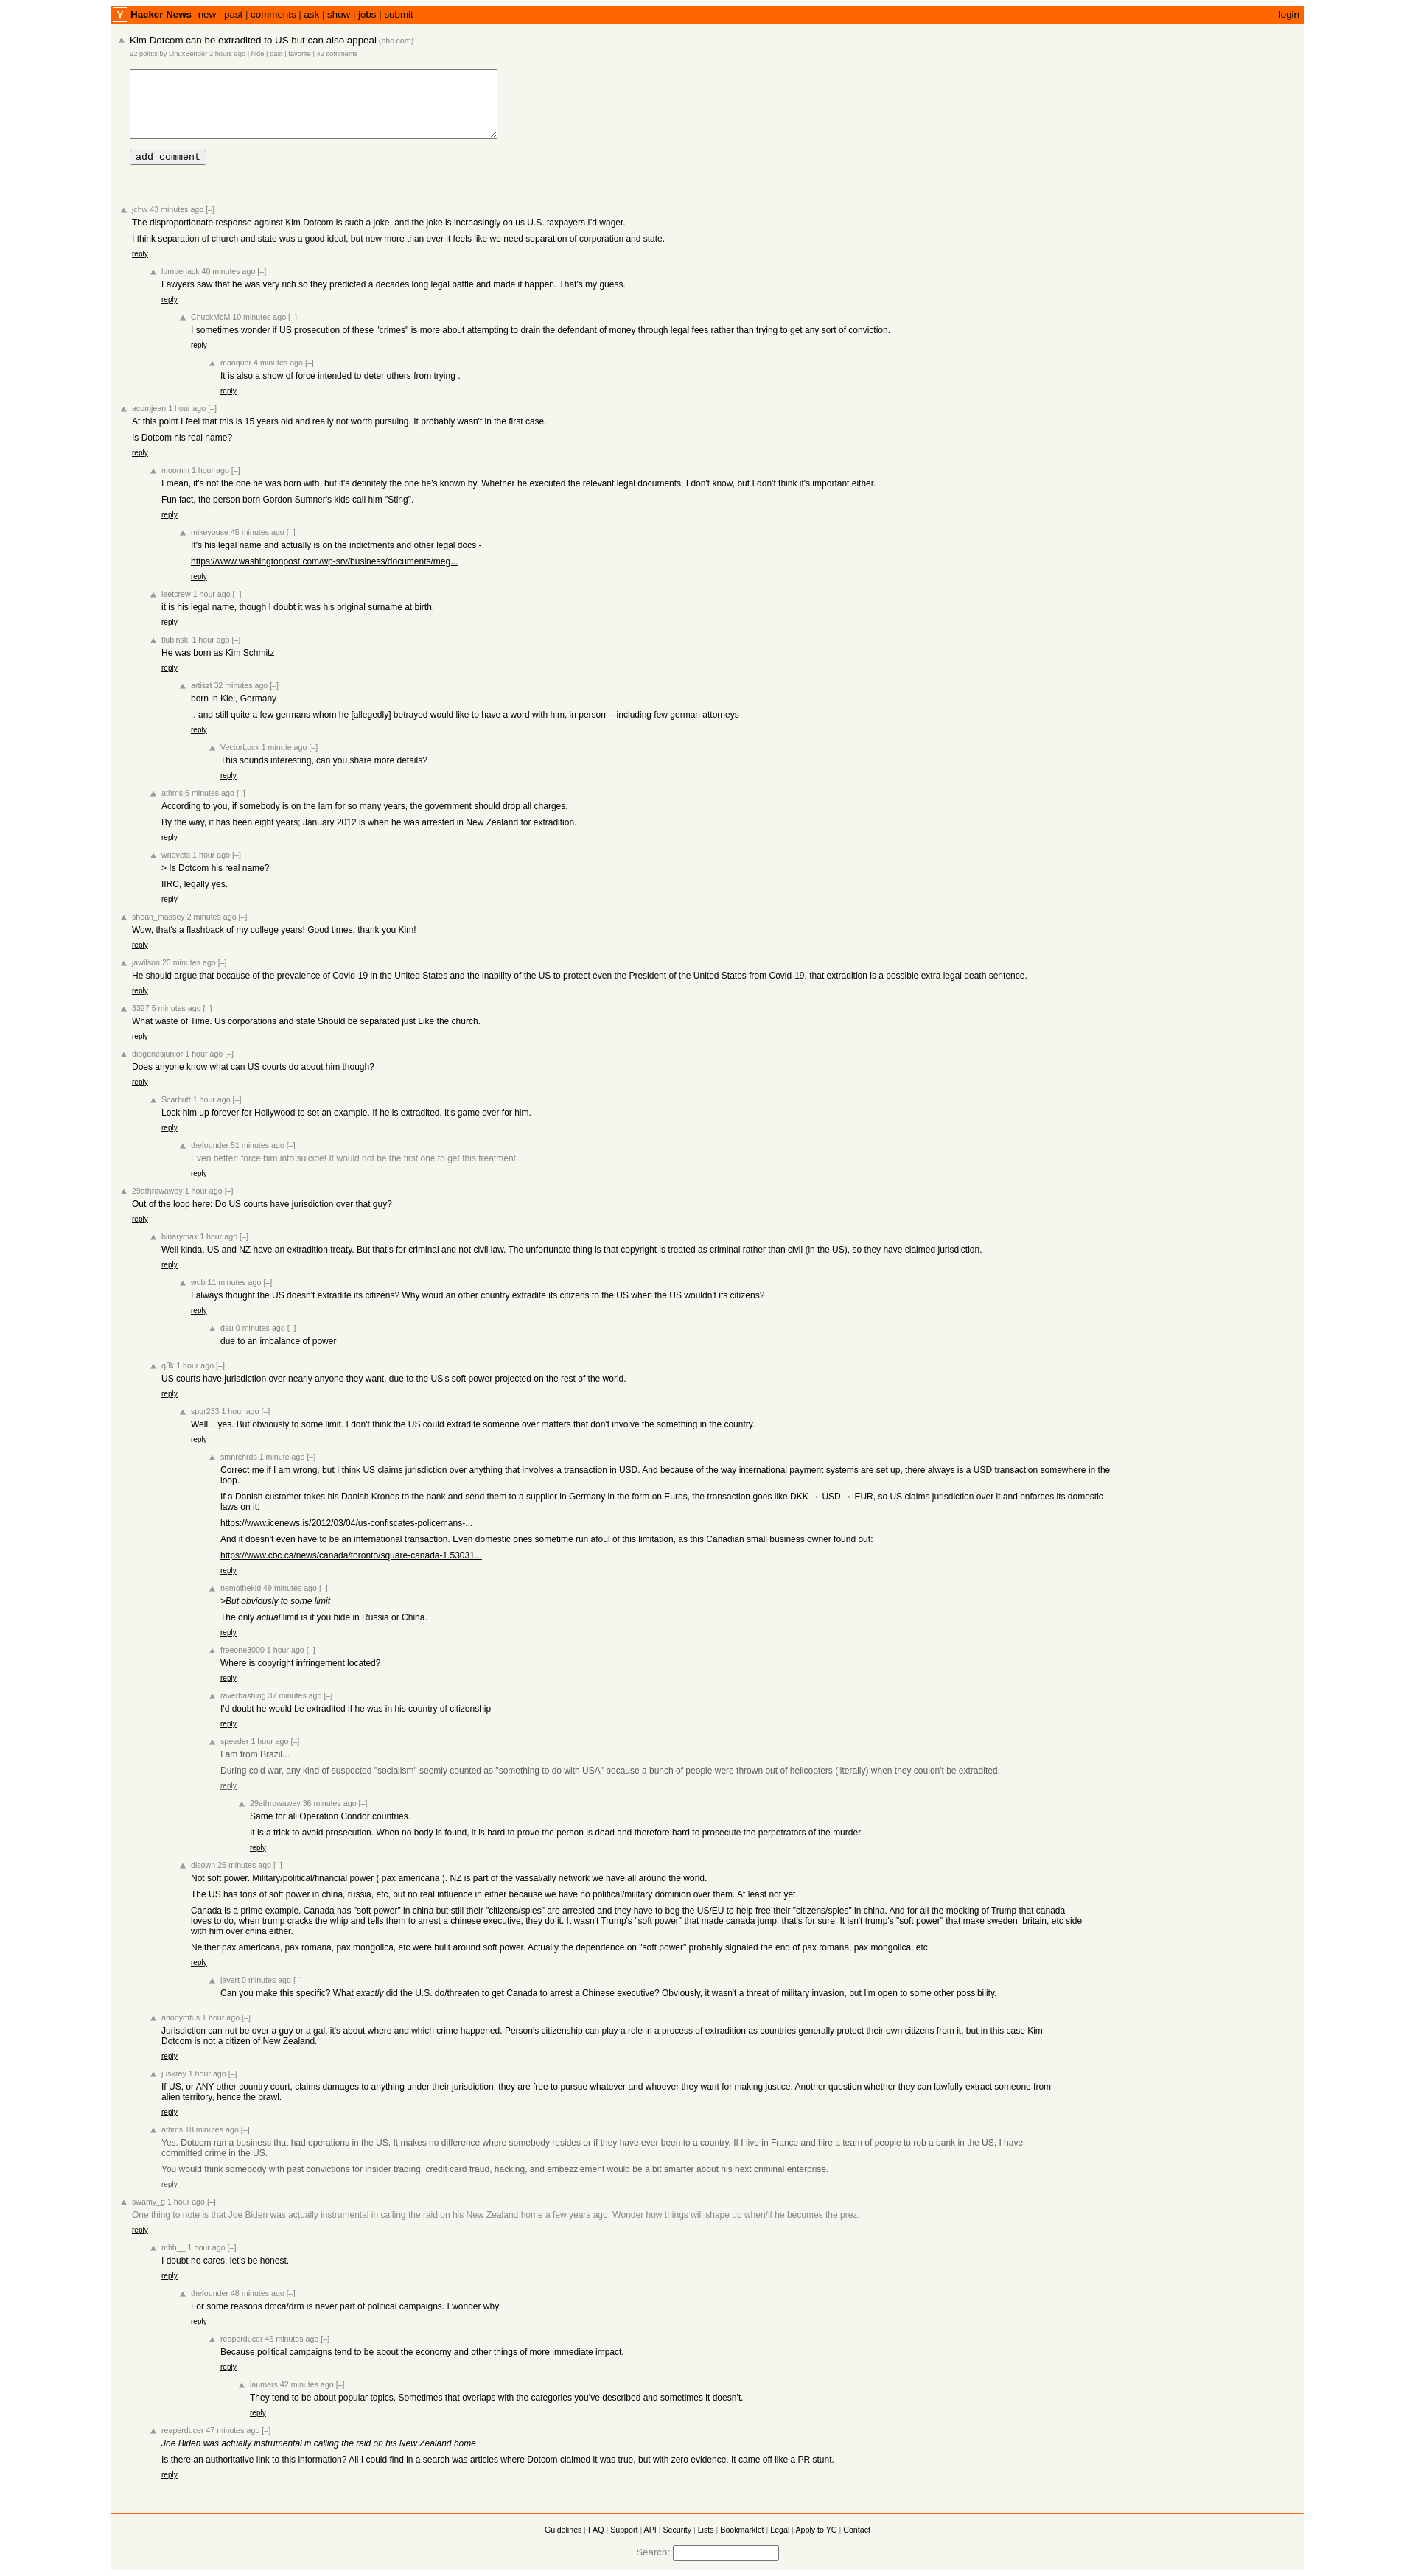 Y Hacker News new | past | comments | ask | show | jobs | submit login
Kim Dotcom can be extradited to US but can also appeal (bbc.com)
92 points by LinuxBender 2 hours ago | hide | past | favorite | 42 comments
add comment
jchw 43 minutes ago [–]
The disproportionate response against Kim Dotcom is such a joke, and the joke is increasingly on us U.S. taxpayers I'd wager.
I think separation of church and state was a good ideal, but now more than ever it feels like we need separation of corporation and state.
reply
lumberjack 40 minutes ago [–]
Lawyers saw that he was very rich so they predicted a decades long legal battle and made it happen. That's my guess.
reply
ChuckMcM 10 minutes ago [–]
I sometimes wonder if US prosecution of these "crimes" is more about attempting to drain the defendant of money through legal fees rather than trying to get any sort of conviction.
reply
manquer 4 minutes ago [–]
It is also a show of force intended to deter others from trying .
reply
acomjean 1 hour ago [–]
At this point I feel that this is 15 years old and really not worth pursuing. It probably wasn't in the first case.
Is Dotcom his real name?
reply
moomin 1 hour ago [–]
I mean, it's not the one he was born with, but it's definitely the one he's known by. Whether he executed the relevant legal documents, I don't know, but I don't think it's important either.
Fun fact, the person born Gordon Sumner's kids call him "Sting".
reply
mikeyouse 45 minutes ago [–]
It's his legal name and actually is on the indictments and other legal docs -
https://www.washingtonpost.com/wp-srv/business/documents/meg...
reply
leetcrew 1 hour ago [–]
it is his legal name, though I doubt it was his original surname at birth.
reply
tlubinski 1 hour ago [–]
He was born as Kim Schmitz
reply
artiszt 32 minutes ago [–]
born in Kiel, Germany
.. and still quite a few germans whom he [allegedly] betrayed would like to have a word with him, in person -- including few german attorneys
reply
VectorLock 1 minute ago [–]
This sounds interesting, can you share more details?
reply
athms 6 minutes ago [–]
According to you, if somebody is on the lam for so many years, the government should drop all charges.
By the way, it has been eight years; January 2012 is when he was arrested in New Zealand for extradition.
reply
wnevets 1 hour ago [–]
> Is Dotcom his real name?
IIRC, legally yes.
reply
shean_massey 2 minutes ago [–]
Wow, that's a flashback of my college years! Good times, thank you Kim!
reply
jawilson 20 minutes ago [–]
He should argue that because of the prevalence of Covid-19 in the United States and the inability of the US to protect even the President of the United States from Covid-19, that extradition is a possible extra legal death sentence.
reply
3327 5 minutes ago [–]
What waste of Time. Us corporations and state Should be separated just Like the church.
reply
diogenesjunior 1 hour ago [–]
Does anyone know what can US courts do about him though?
reply
Scarbutt 1 hour ago [–]
Lock him up forever for Hollywood to set an example. If he is extradited, it's game over for him.
reply
thefounder 51 minutes ago [–]
Even better: force him into suicide! It would not be the first one to get this treatment.
reply
29athrowaway 1 hour ago [–]
Out of the loop here: Do US courts have jurisdiction over that guy?
reply
binarymax 1 hour ago [–]
Well kinda. US and NZ have an extradition treaty. But that's for criminal and not civil law. The unfortunate thing is that copyright is treated as criminal rather than civil (in the US), so they have claimed jurisdiction.
reply
wdb 11 minutes ago [–]
I always thought the US doesn't extradite its citizens? Why woud an other country extradite its citizens to the US when the US wouldn't its citizens?
reply
dau 0 minutes ago [–]
due to an imbalance of power
q3k 1 hour ago [–]
US courts have jurisdiction over nearly anyone they want, due to the US's soft power projected on the rest of the world.
reply
spqr233 1 hour ago [–]
Well... yes. But obviously to some limit. I don't think the US could extradite someone over matters that don't involve the something in the country.
reply
smnrchrds 1 minute ago [–]
Correct me if I am wrong, but I think US claims jurisdiction over anything that involves a transaction in USD. And because of the way international payment systems are set up, there always is a USD transaction somewhere in the
loop.
If a Danish customer takes his Danish Krones to the bank and send them to a supplier in Germany in the form on Euros, the transaction goes like DKK → USD → EUR, so US claims jurisdiction over it and enforces its domestic
laws on it:
https://www.icenews.is/2012/03/04/us-confiscates-policemans-...
And it doesn't even have to be an international transaction. Even domestic ones sometime run afoul of this limitation, as this Canadian small business owner found out:
https://www.cbc.ca/news/canada/toronto/square-canada-1.53031...
reply
nemothekid 49 minutes ago [–]
>But obviously to some limit
The only actual limit is if you hide in Russia or China.
reply
freeone3000 1 hour ago [–]
Where is copyright infringement located?
reply
raverbashing 37 minutes ago [–]
I'd doubt he would be extradited if he was in his country of citizenship
reply
speeder 1 hour ago [–]
I am from Brazil...
During cold war, any kind of suspected "socialism" seemly counted as "something to do with USA" because a bunch of people were thrown out of helicopters (literally) when they couldn't be extradited.
reply
29athrowaway 36 minutes ago [–]
Same for all Operation Condor countries.
It is a trick to avoid prosecution. When no body is found, it is hard to prove the person is dead and therefore hard to prosecute the perpetrators of the murder.
reply
disown 25 minutes ago [–]
Not soft power. Military/political/financial power ( pax americana ). NZ is part of the vassal/ally network we have all around the world.
The US has tons of soft power in china, russia, etc, but no real influence in either because we have no political/military dominion over them. At least not yet.
Canada is a prime example. Canada has "soft power" in china but still their "citizens/spies" are arrested and they have to beg the US/EU to help free their "citizens/spies" in china. And for all the mocking of Trump that canada
loves to do, when trump cracks the whip and tells them to arrest a chinese executive, they do it. It wasn't Trump's "soft power" that made canada jump, that's for sure. It isn't trump's "soft power" that make sweden, britain, etc side
with him over china either.
Neither pax americana, pax romana, pax mongolica, etc were built around soft power. Actually the dependence on "soft power" probably signaled the end of pax romana, pax mongolica, etc.
reply
javert 0 minutes ago [–]
Can you make this specific? What exactly did the U.S. do/threaten to get Canada to arrest a Chinese executive? Obviously, it wasn't a threat of military invasion, but I'm open to some other possibility.
anonymfus 1 hour ago [–]
Jurisdiction can not be over a guy or a gal, it's about where and which crime happened. Person's citizenship can play a role in a process of extradition as countries generally protect their own citizens from it, but in this case Kim
Dotcom is not a citizen of New Zealand.
reply
juskrey 1 hour ago [–]
If US, or ANY other country court, claims damages to anything under their jurisdiction, they are free to pursue whatever and whoever they want for making justice. Another question whether they can lawfully extract someone from
alien territory, hence the brawl.
reply
athms 18 minutes ago [–]
Yes. Dotcom ran a business that had operations in the US. It makes no difference where somebody resides or if they have ever been to a country. If I live in France and hire a team of people to rob a bank in the US, I have
committed crime in the US.
You would think somebody with past convictions for insider trading, credit card fraud, hacking, and embezzlement would be a bit smarter about his next criminal enterprise.
reply
swamy_g 1 hour ago [–]
One thing to note is that Joe Biden was actually instrumental in calling the raid on his New Zealand home a few years ago. Wonder how things will shape up when/if he becomes the prez.
reply
mhh__ 1 hour ago [–]
I doubt he cares, let's be honest.
reply
thefounder 48 minutes ago [–]
For some reasons dmca/drm is never part of political campaigns. I wonder why
reply
reaperducer 46 minutes ago [–]
Because political campaigns tend to be about the economy and other things of more immediate impact.
reply
laumars 42 minutes ago [–]
They tend to be about popular topics. Sometimes that overlaps with the categories you've described and sometimes it doesn't.
reply
reaperducer 47 minutes ago [–]
Joe Biden was actually instrumental in calling the raid on his New Zealand home
Is there an authoritative link to this information? All I could find in a search was articles where Dotcom claimed it was true, but with zero evidence. It came off like a PR stunt.
reply
Guidelines | FAQ | Support | API | Security | Lists | Bookmarklet | Legal | Apply to YC | Contact
Search: